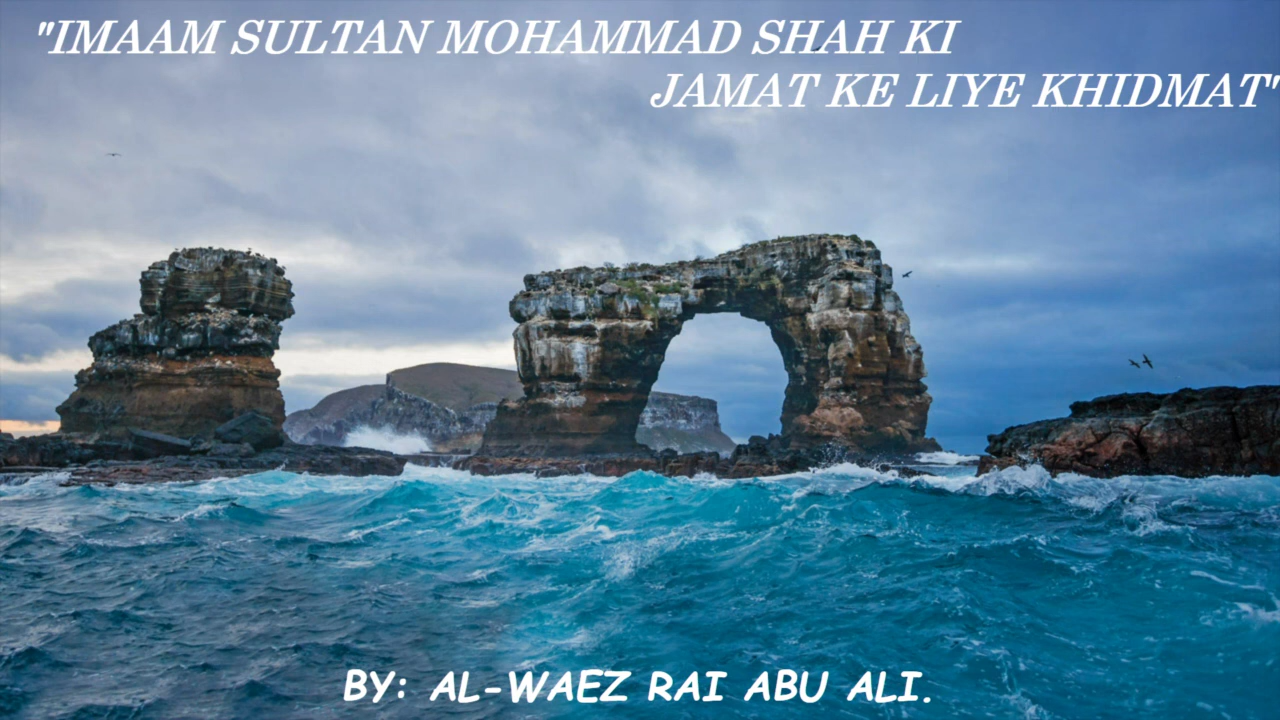 "IMAAM SULTAN MOHAMMAD SHAH KI
JAMAT KE LIYE KHIDMAT"
BY: AL-WAEZ RAI ABU ALI.